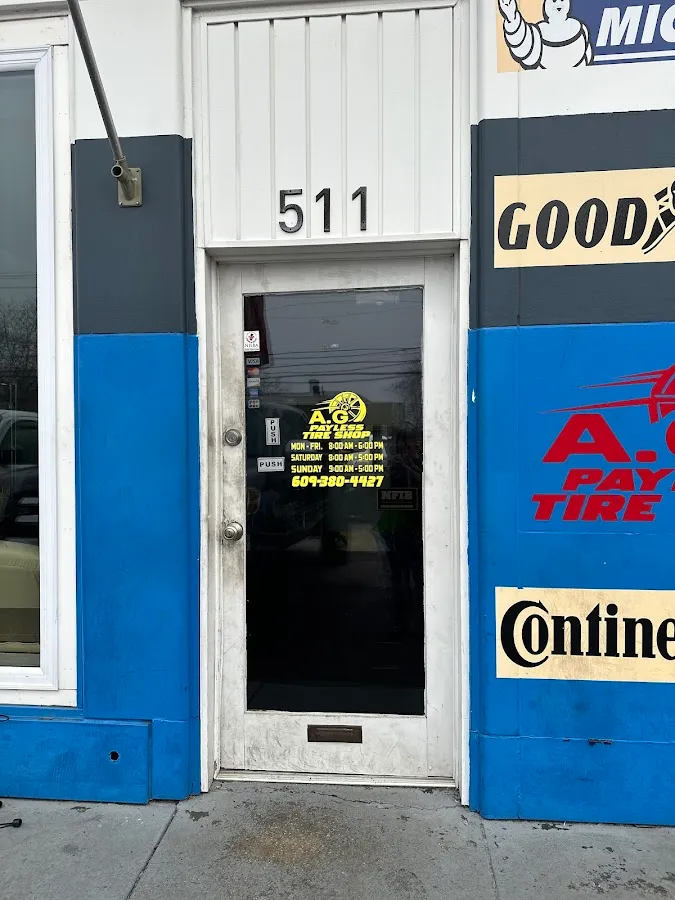 MIC
511
GOOD
VISA
A.G
PAYLESS
TIRE SHOP
MON - FRI. 8:00 AM - 6:00 PM
SATURDAY 8:00 AM - 5:00 PM
SUNDAY 9:00 AM - 5:00 PM
609-380-4427
PUSH
PUSH
NFIB
A.G
PAY
TIRE
Contine